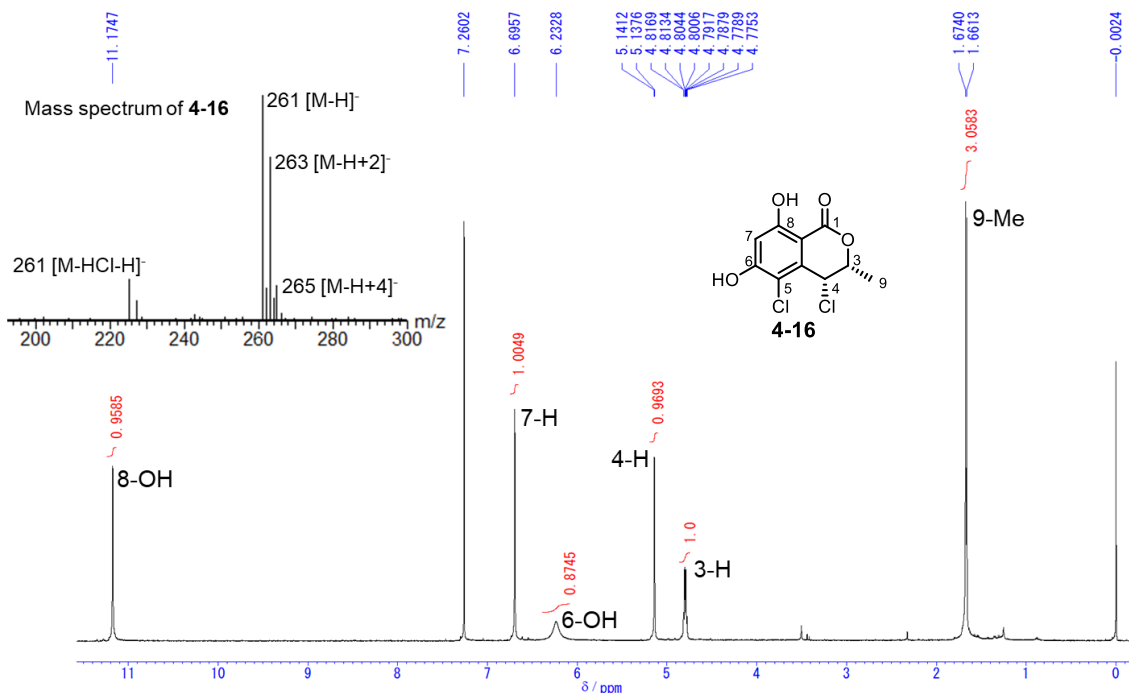 11.1747
7.2602
6.6957
6.2328
5.1412
5.1376
4.8169
4.8134
4.8044
4.8006
4.7917
4.7879
4.7789
4.7753
1.6740
1.6613
-0.0024
Mass spectrum of 4-16
261 [M-H]-
263 [M-H+2]-
261 [M-HCl-H]-
265 [M-H+4]-
200 220 240 260 280 300 m/z
OH O
8 1
7 O
6 3
HO 5 4 9
Cl Cl
4-16
3.0583
9-Me
1.0049
7-H
0.9693
4-H
0.9585
8-OH
1.0
3-H
0.8745
6-OH
11 10 9 8 7 6 5 4 3 2 1 0
δ / ppm